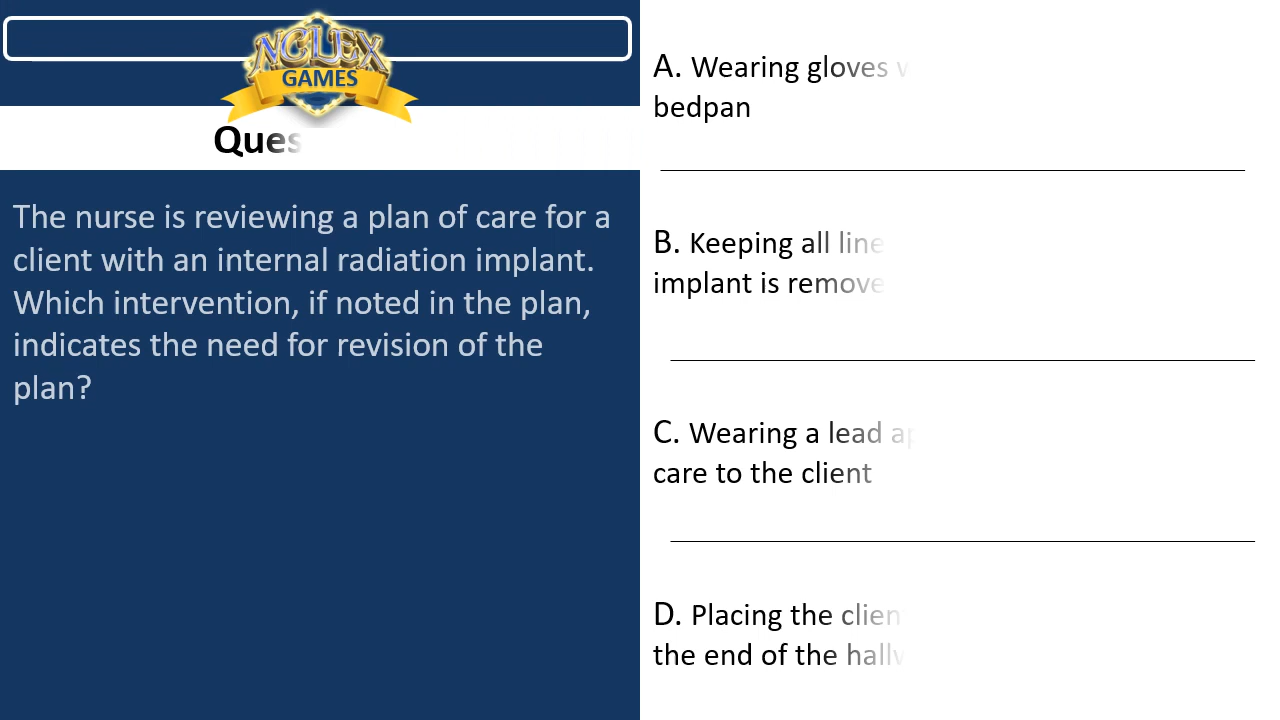 NCLEX
GAMES
The nurse is reviewing a plan of care for a
client with an internal radiation implant.
Which intervention, if noted in the plan,
indicates the need for revision of the
plan?
A. Wearing gloves
bedpan
B. Keeping all
implant is
C. Wearing a lead
care to the client
D. Placing the
the end of the